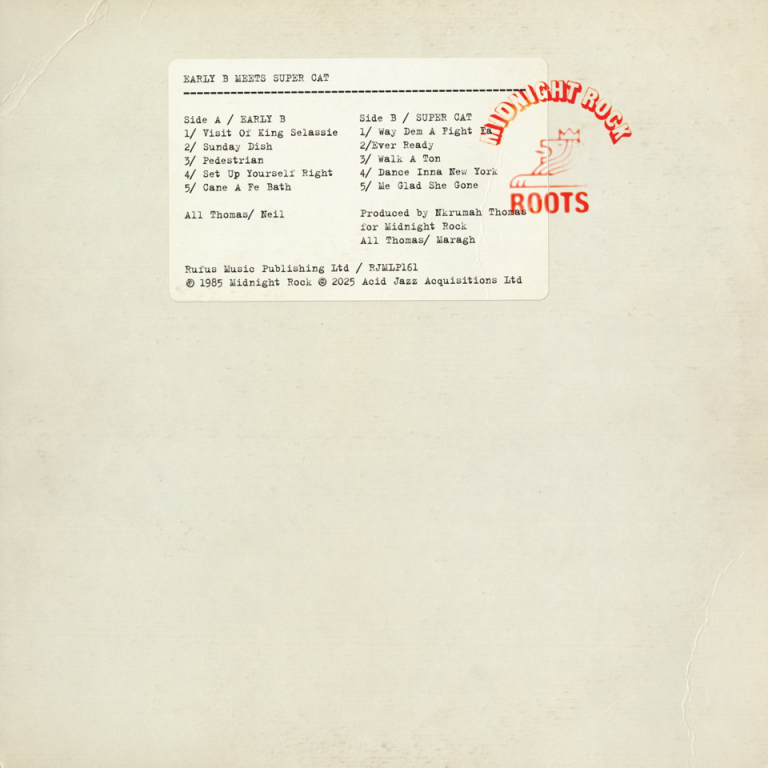 EARLY B MEETS SUPER CAT
Side A / EARLY B
1/ Visit Of King Selassie
2/ Sunday Dish
3/ Pedestrian
4/ Set Up Yourself Right
5/ Cane A Fe Bath
All Thomas/ Neil
Side B / SUPER CAT
1/ Way Dem A Fight Fa
2/Ever Ready
3/ Walk A Ton
4/ Dance Inna New York
5/ Me Glad She Gone
Produced by Nkrumah Thomas
for Midnight Rock
All Thomas/ Maragh
Rufus Music Publishing Ltd / RJMLP161
℗ 1985 Midnight Rock © 2025 Acid Jazz Acquisitions Ltd
MIDNIGHT ROCK
ROOTS